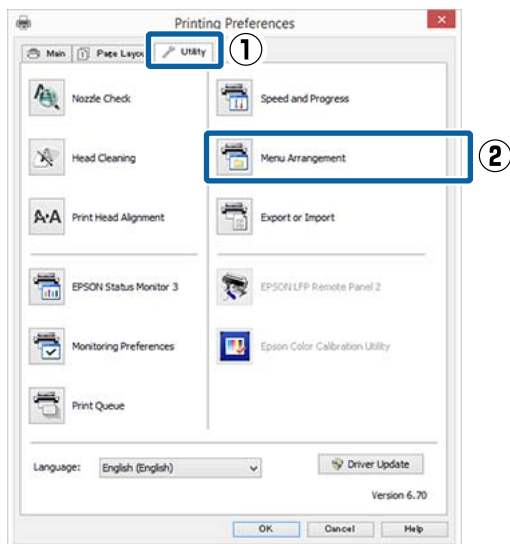 Printing Preferences
Main Page Layou Utility ①
Nozzle Check Speed and Progress
Head Cleaning Menu Arrangement ②
Print Head Alignment Export or Import
EPSON Status Monitor 3 EPSON LFP Remote Panel 2
Monitoring Preferences Epson Color Calibration Utility
Print Queue
Language: English (English) Driver Update
Version 6.70
OK Cancel Help